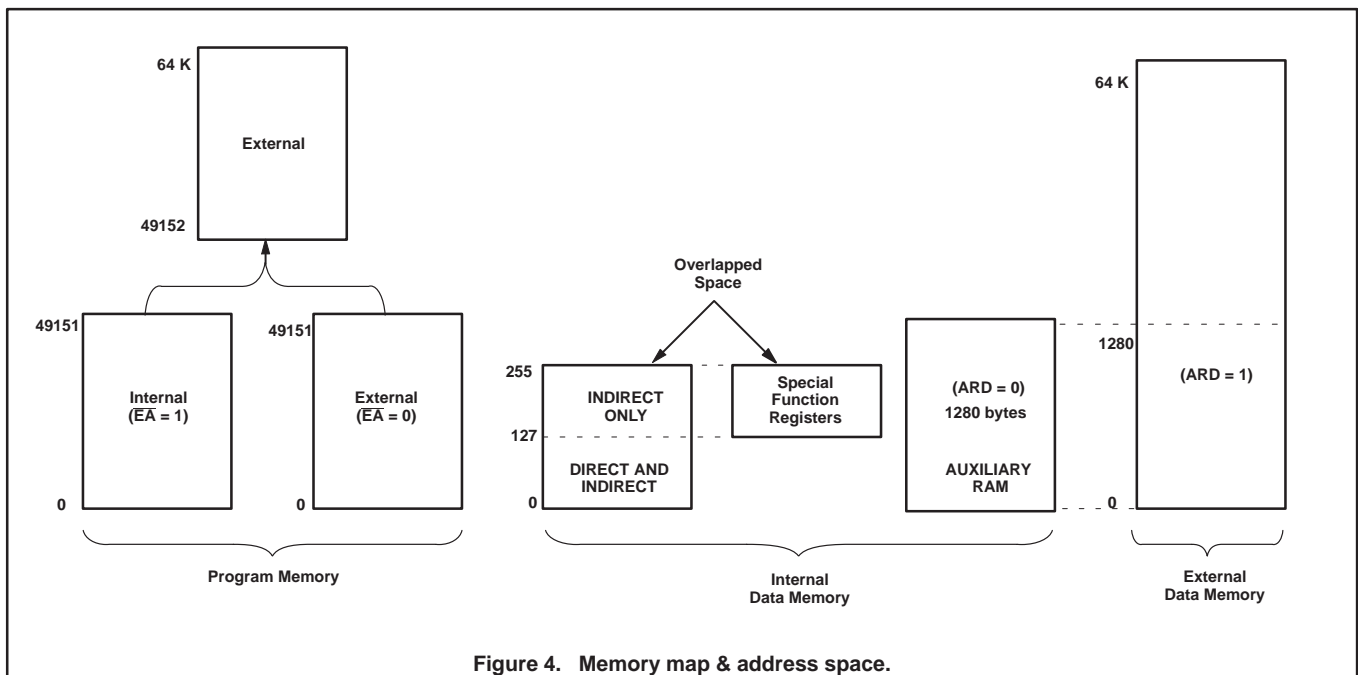 64 K
External
49152
49151
Internal
(EA = 1)
0
49151
External
(EA = 0)
0
Program Memory
Overlapped
Space
255
INDIRECT
ONLY
127
DIRECT AND
INDIRECT
0
Special
Function
Registers
(ARD = 0)
1280 bytes
AUXILIARY
RAM
Internal
Data Memory
64 K
1280
(ARD = 1)
0
External
Data Memory
Figure 4. Memory map & address space.